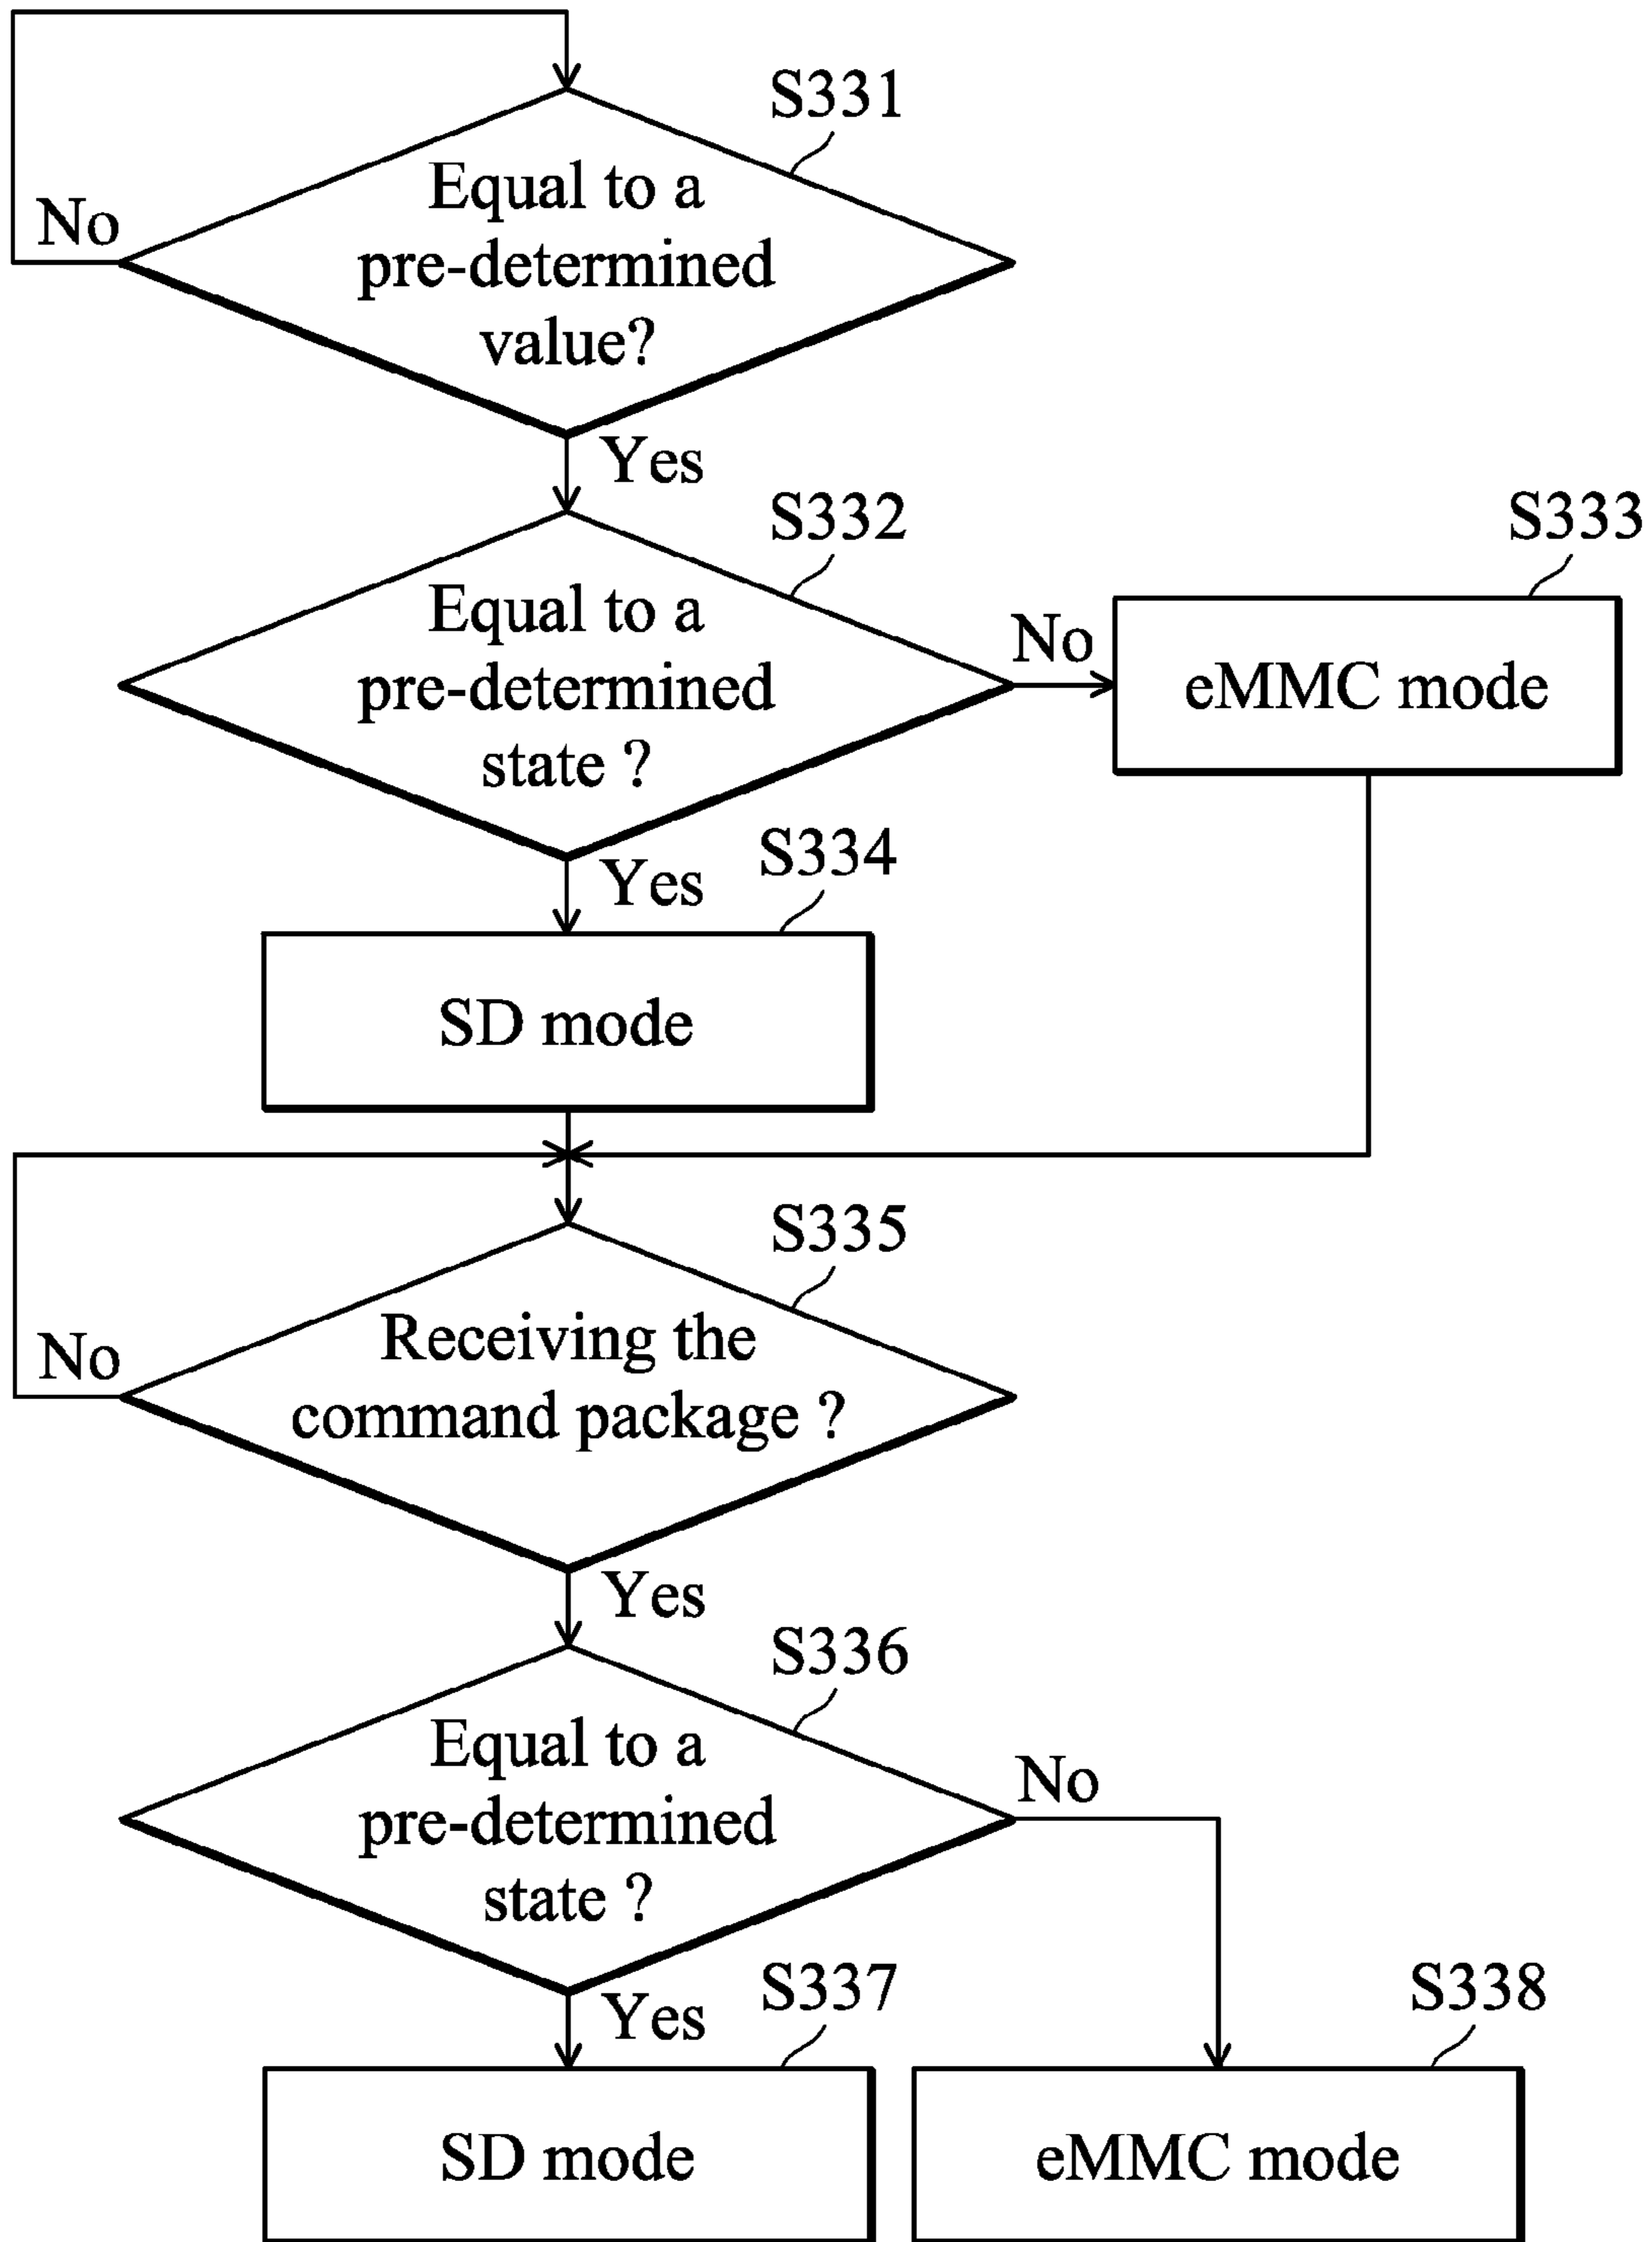 S331
Equal to a
pre-determined
value?
No
Yes
S332
Equal to a
pre-determined
state ?
No
S333
eMMC mode
Yes
S334
SD mode
S335
Receiving the
command package ?
No
Yes
S336
Equal to a
pre-determined
state ?
No
Yes
S337
SD mode
S338
eMMC mode